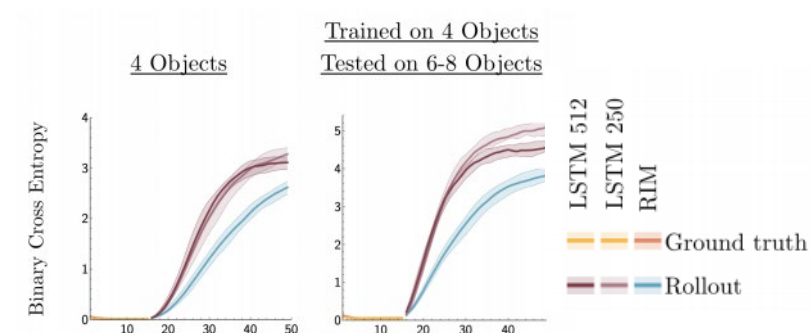 Trained on 4 Objects
4 Objects
Tested on 6-8 Objects
Binary Cross Entropy
4
3
2
1
0
10 20 30 40 50
5
4
3
2
1
0
10 20 30 40
LSTM 512
LSTM 250
RIM
Ground truth
Rollout